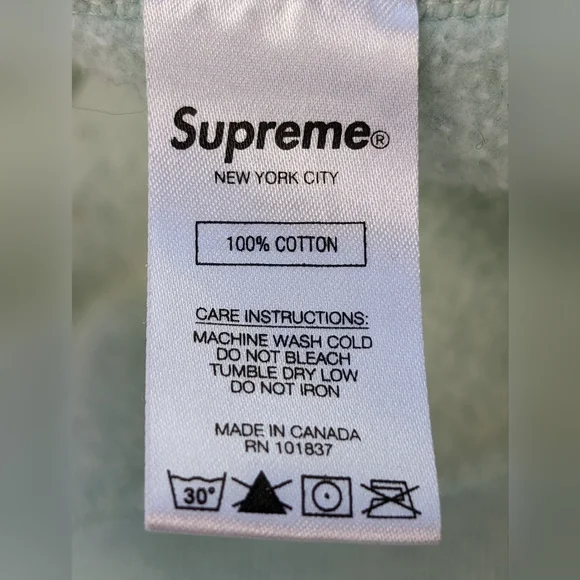 Supreme®
NEW YORK CITY
100% COTTON
CARE INSTRUCTIONS:
MACHINE WASH COLD
DO NOT BLEACH
TUMBLE DRY LOW
DO NOT IRON
MADE IN CANADA
RN 101837
30°